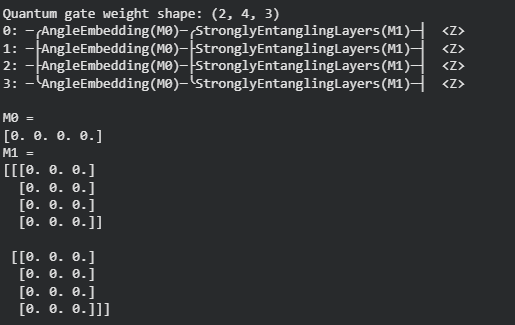 Quantum gate weight shape: (2, 4, 3)
0: ─╭AngleEmbedding(M0)─╭StronglyEntanglingLayers(M1)─┤  <Z>
1: ─├AngleEmbedding(M0)─├StronglyEntanglingLayers(M1)─┤  <Z>
2: ─├AngleEmbedding(M0)─├StronglyEntanglingLayers(M1)─┤  <Z>
3: ─╰AngleEmbedding(M0)─╰StronglyEntanglingLayers(M1)─┤  <Z>
M0 =
[0. 0. 0. 0.]
M1 =
[[[0. 0. 0.]
  [0. 0. 0.]
  [0. 0. 0.]
  [0. 0. 0.]]
 [[0. 0. 0.]
  [0. 0. 0.]
  [0. 0. 0.]
  [0. 0. 0.]]]